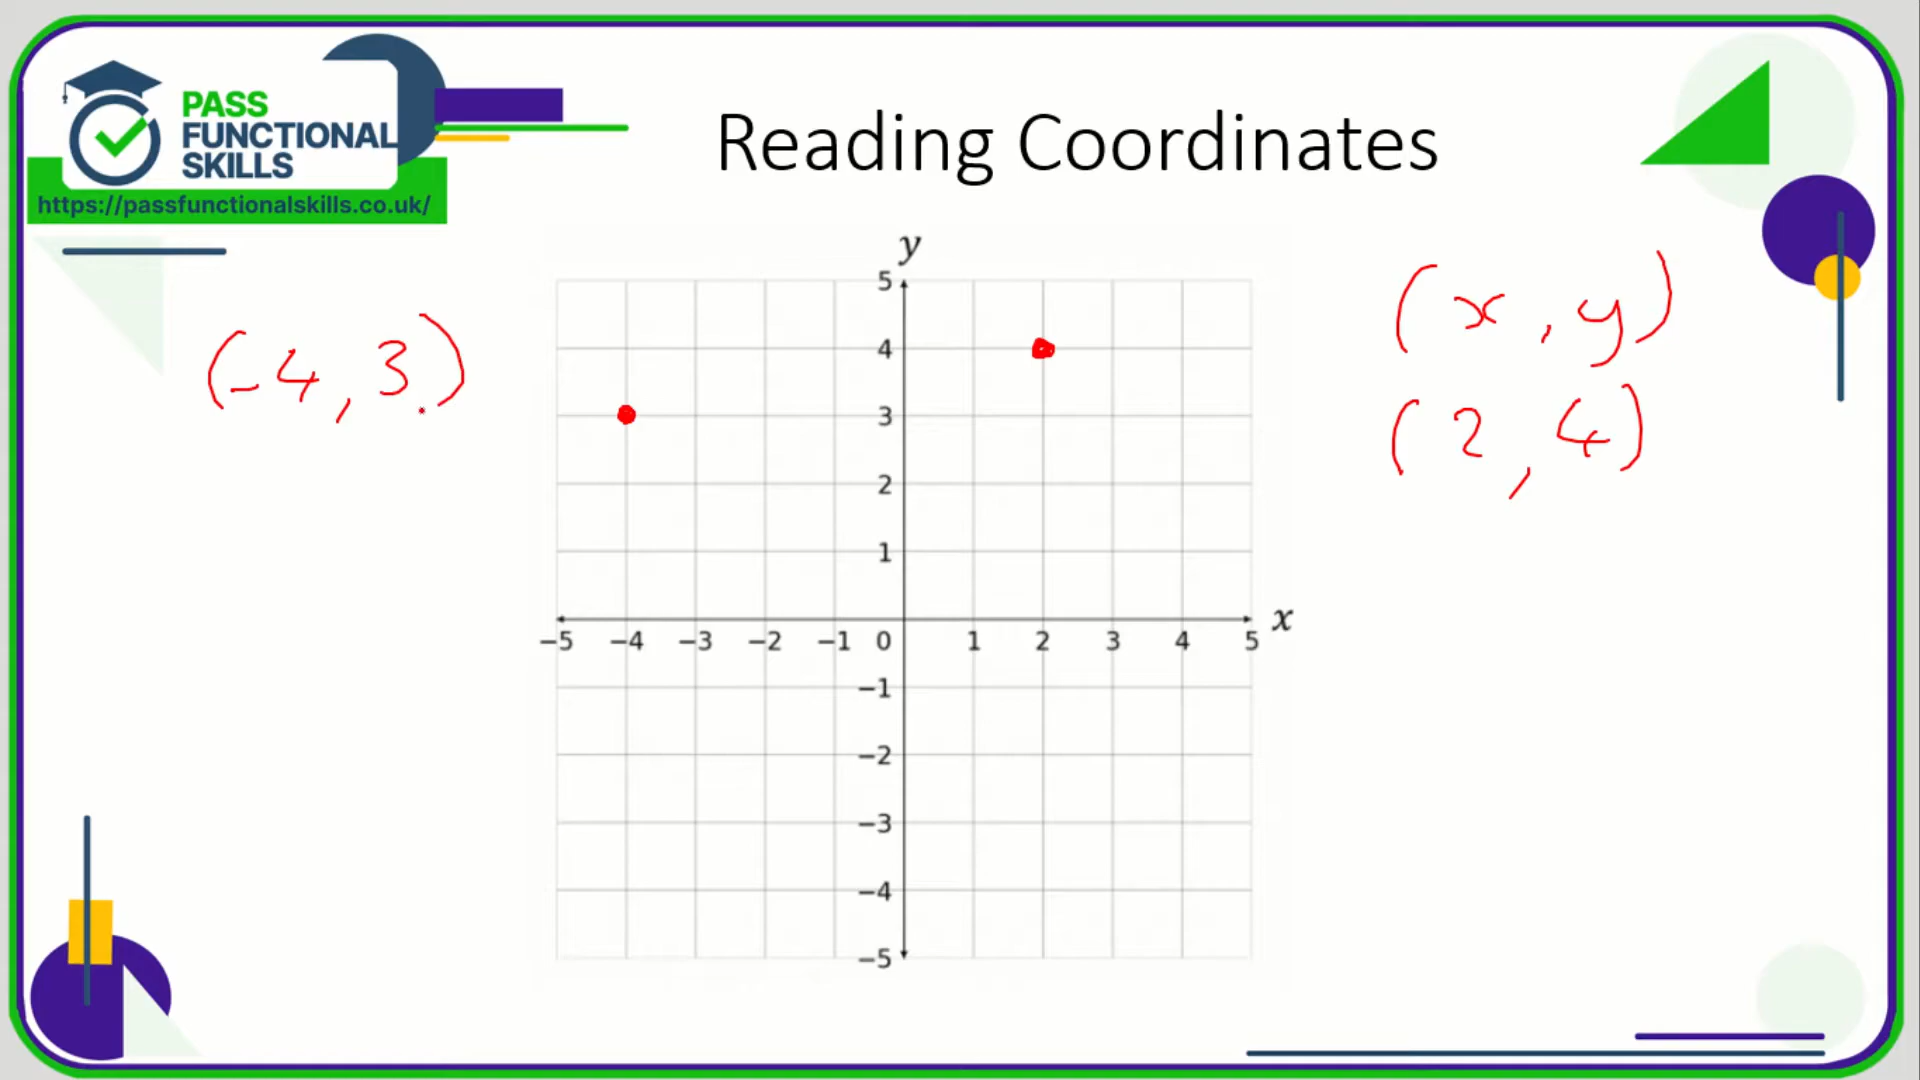 PASS
FUNCTIONAL
SKILLS
https://passfunctionalskills.co.uk/
Reading Coordinates
(-4, 3)
(x, y)
(2, 4)
y
5
4
3
2
1
−5 −4 −3 −2 −1 0 1 2 3 4 5 x
−1
−2
−3
−4
−5